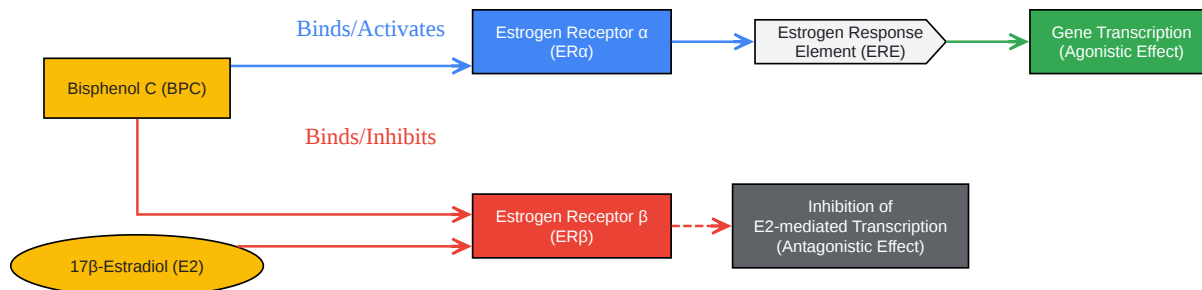 Binds/Activates
Estrogen Receptor α
(ERα)
Estrogen Response
Element (ERE)
Gene Transcription
(Agonistic Effect)
Bisphenol C (BPC)
Binds/Inhibits
Estrogen Receptor β
(ERβ)
Inhibition of
E2-mediated Transcription
(Antagonistic Effect)
17β-Estradiol (E2)